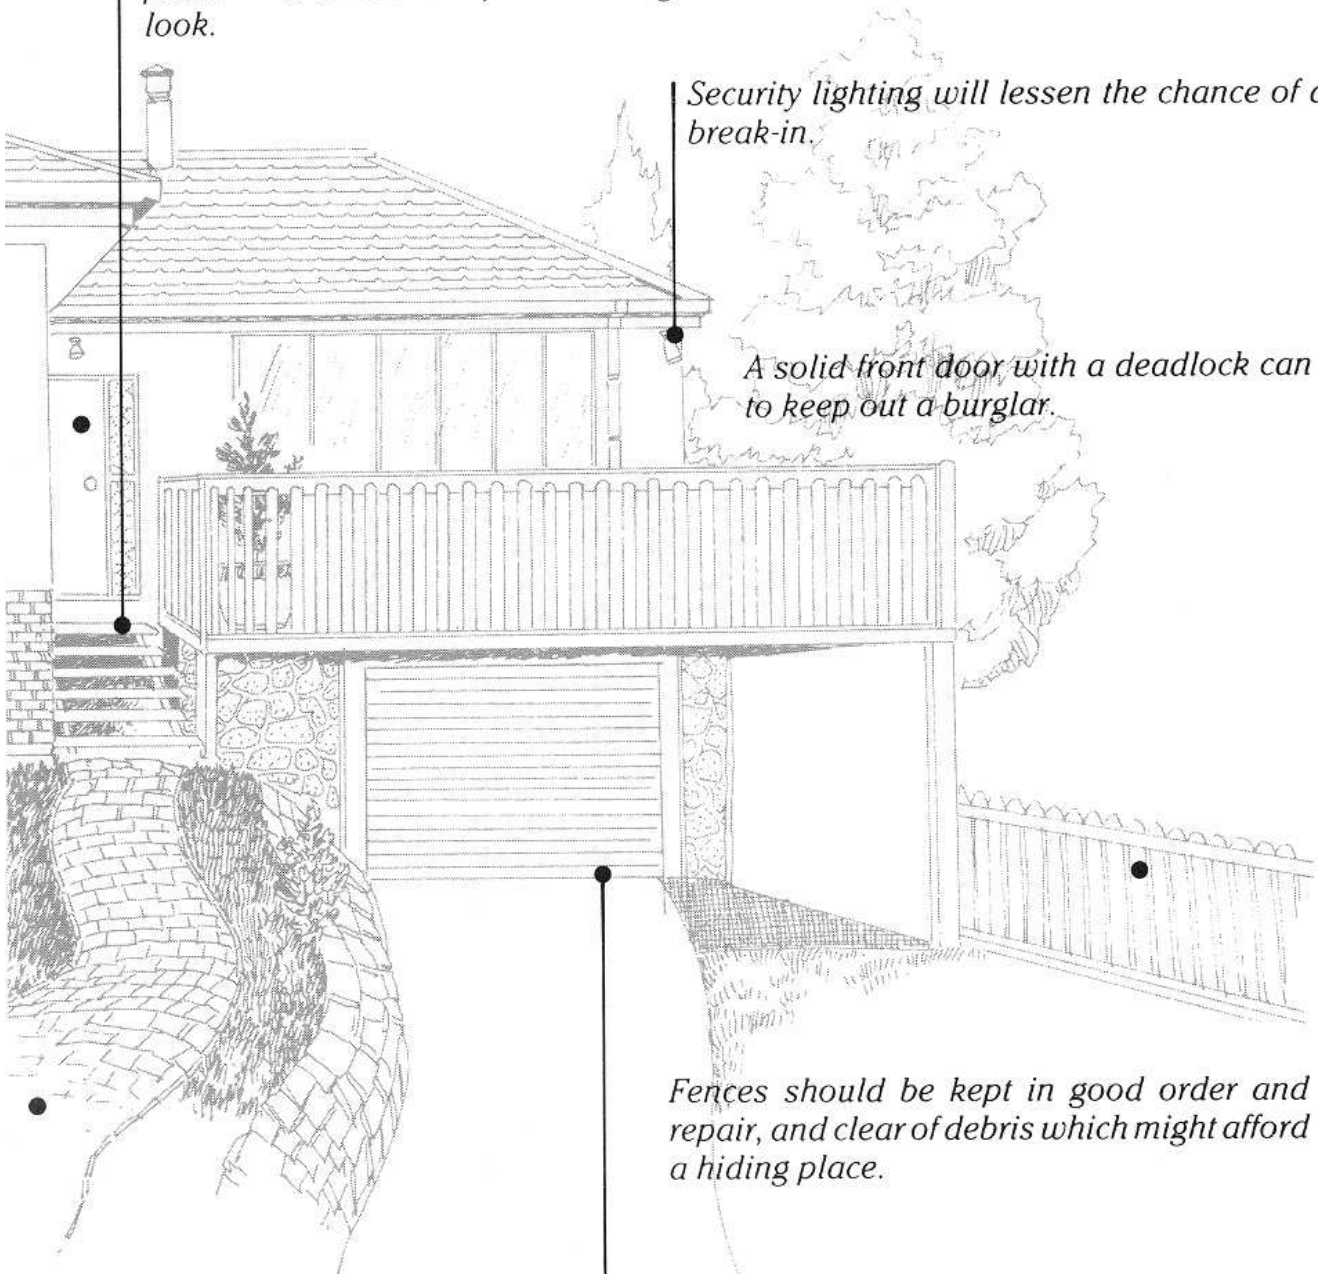 look.
Security lighting will lessen the chance of
break-in.
A solid front door with a deadlock can
to keep out a burglar.
Fences should be kept in good order and
repair, and clear of debris which might afford
a hiding place.